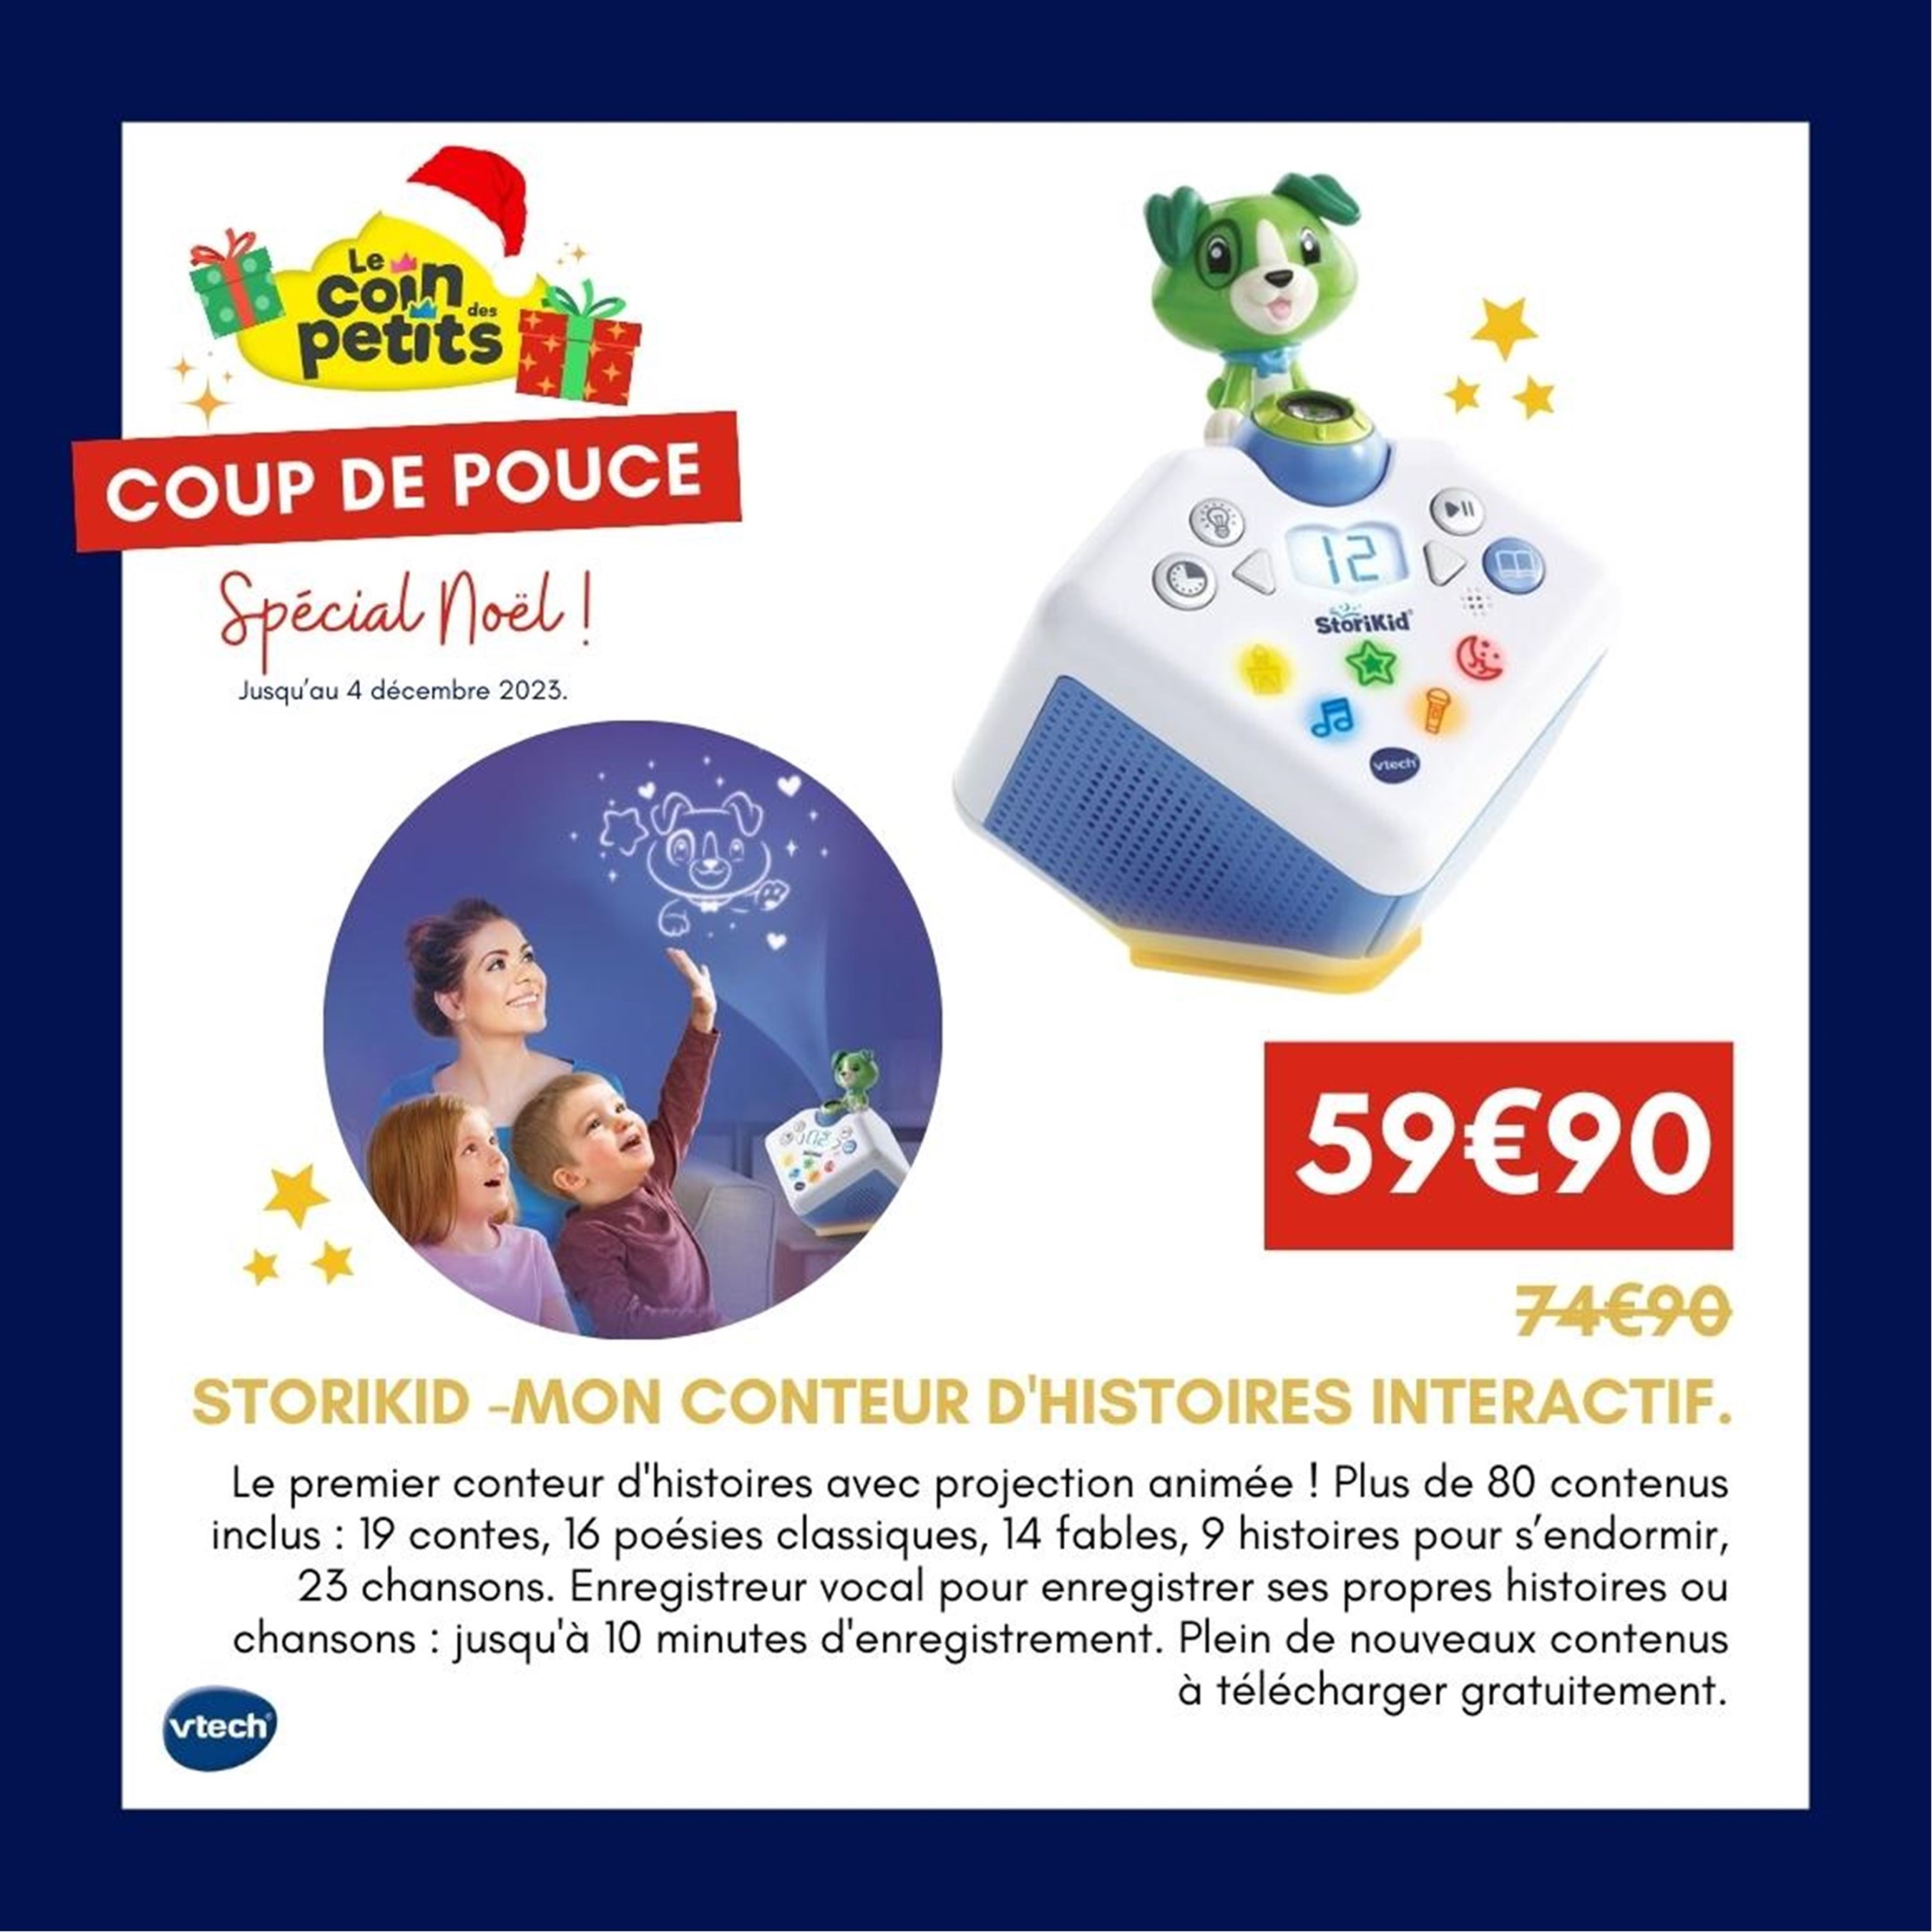 Le
coin
des
petits
COUP DE POUCE
Spécial Noël !
Jusqu'au 4 décembre 2023.
12
StoriKid
vtech
59€90
74€90
STORIKID -MON CONTEUR D'HISTOIRES INTERACTIF.
Le premier conteur d'histoires avec projection animée ! Plus de 80 contenus
inclus : 19 contes, 16 poésies classiques, 14 fables, 9 histoires pour s’endormir,
23 chansons. Enregistreur vocal pour enregistrer ses propres histoires ou
chansons : jusqu'à 10 minutes d'enregistrement. Plein de nouveaux contenus
à télécharger gratuitement.
vtech